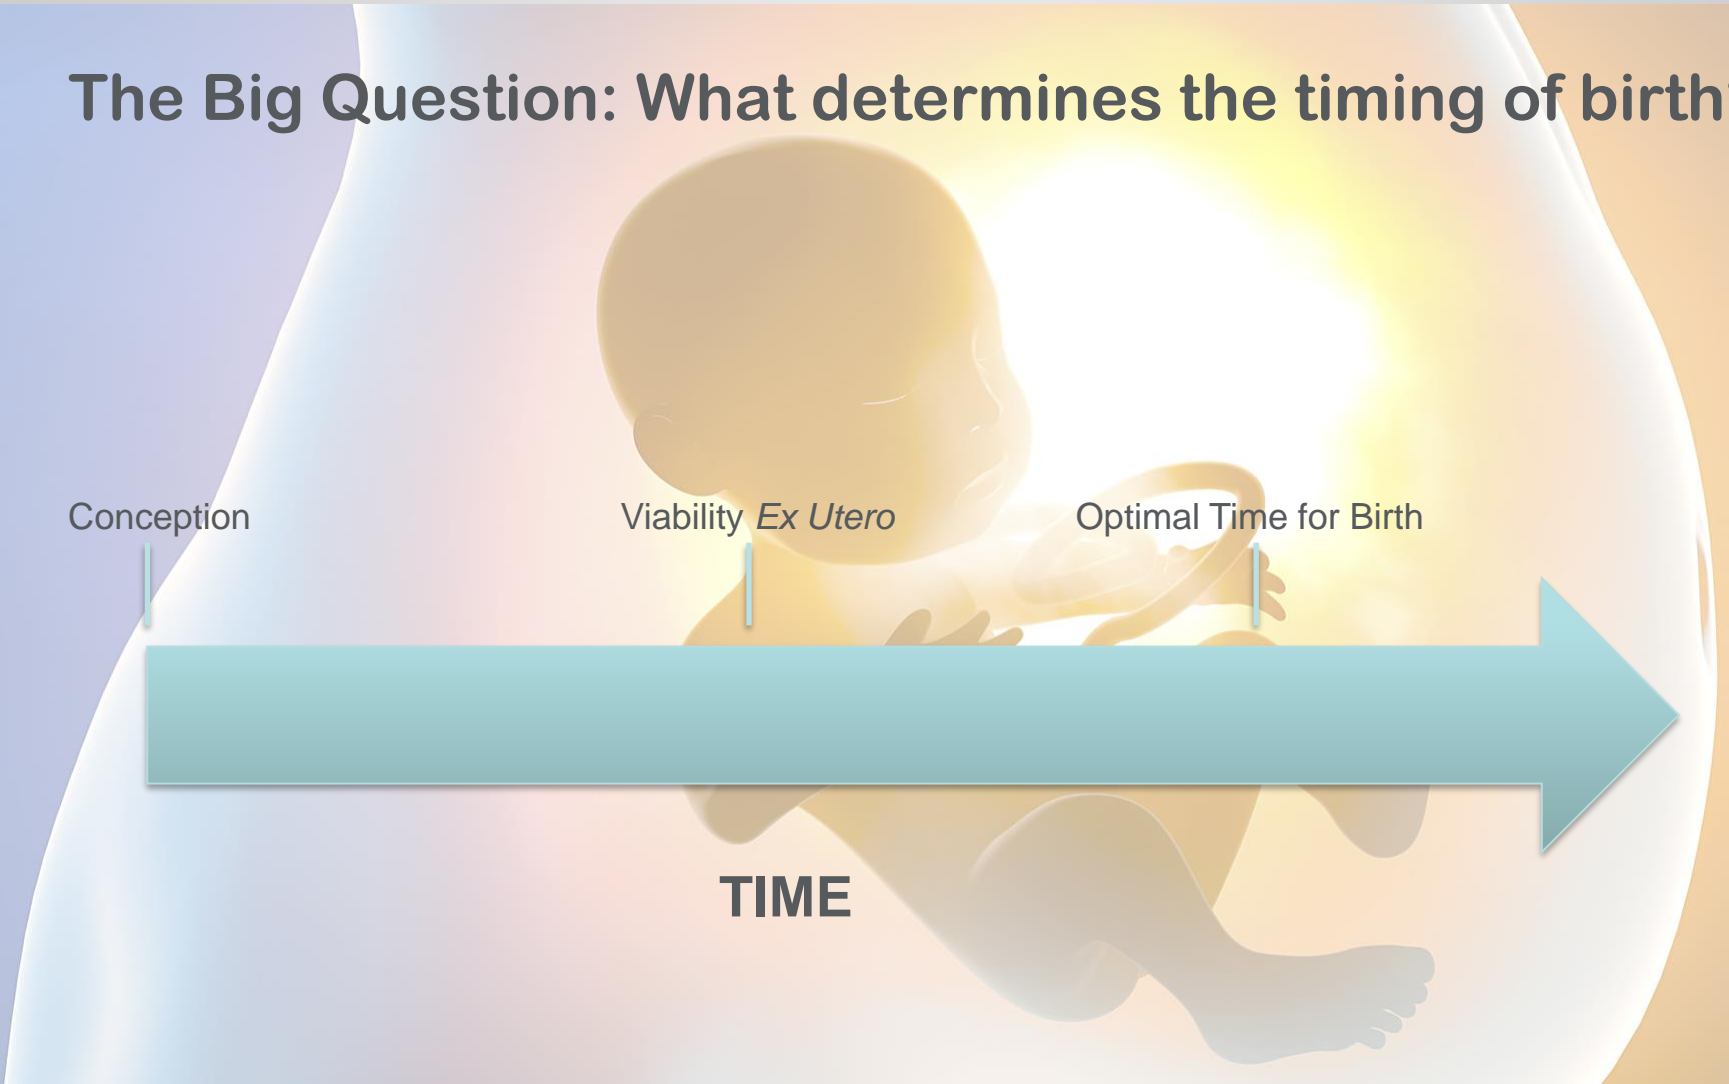 The Big Question: What determines the timing of birth
Conception
Viability Ex Utero
Optimal Time for Birth
TIME